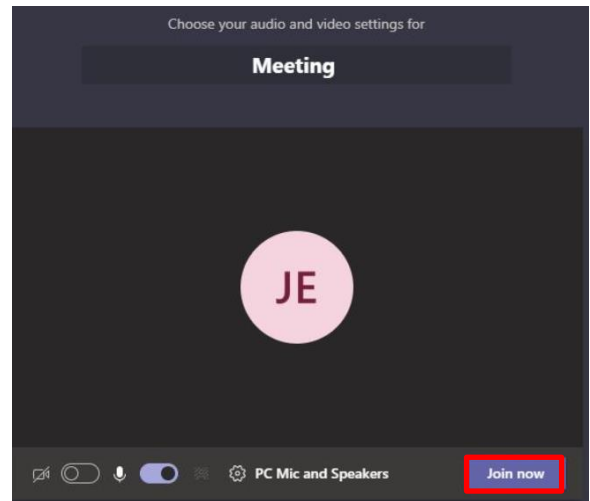 Choose your audio and video settings for
Meeting
JE
PC Mic and Speakers
Join now